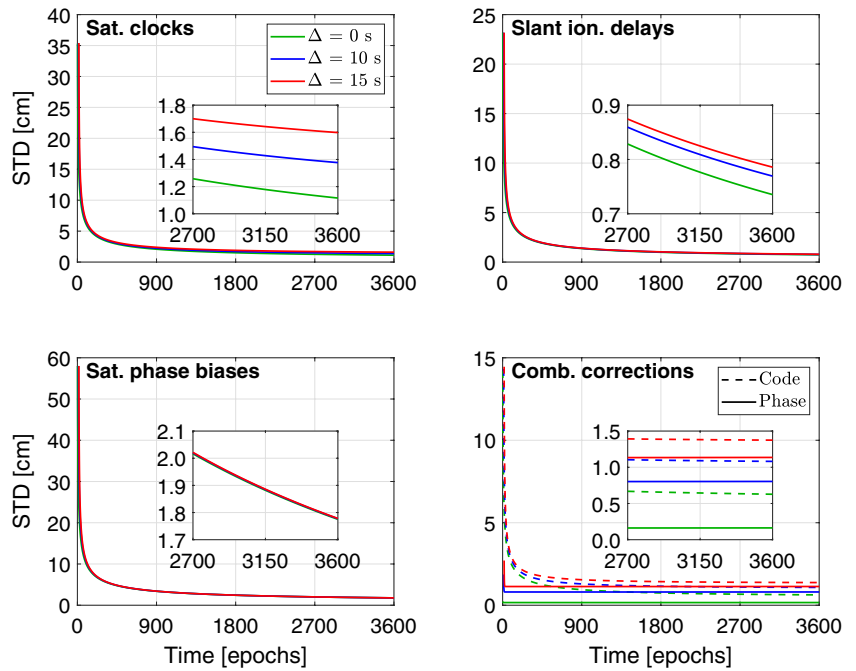 Sat. clocks
Δ = 0 s
Δ = 10 s
Δ = 15 s
STD [cm]
40
35
30
25
20
15
10
5
0
0 900 1800 2700 3600
1.8
1.6
1.4
1.2
1.0
2700 3150 3600
Slant ion. delays
25
20
15
10
5
0
0 900 1800 2700 3600
0.9
0.8
0.7
2700 3150 3600
Sat. phase biases
STD [cm]
60
50
40
30
20
10
0
0 900 1800 2700 3600
Time [epochs]
2.1
2.0
1.9
1.8
1.7
2700 3150 3600
Comb. corrections
Code
Phase
15
10
5
0
0 900 1800 2700 3600
Time [epochs]
1.5
1.0
0.5
0.0
2700 3150 3600